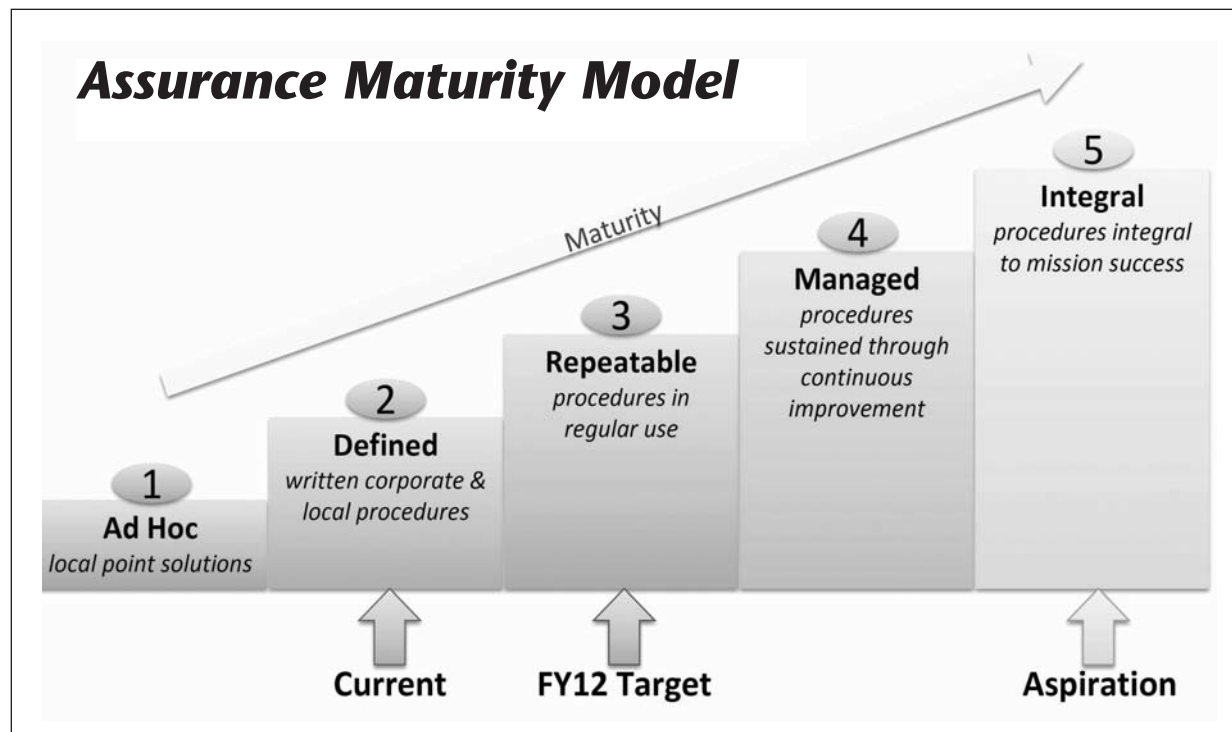 Assurance Maturity Model
Maturity
1
Ad Hoc
local point solutions
2
Defined
written corporate &
local procedures
3
Repeatable
procedures in
regular use
4
Managed
procedures
sustained through
continuous
improvement
5
Integral
procedures integral
to mission success
Current
FY12 Target
Aspiration